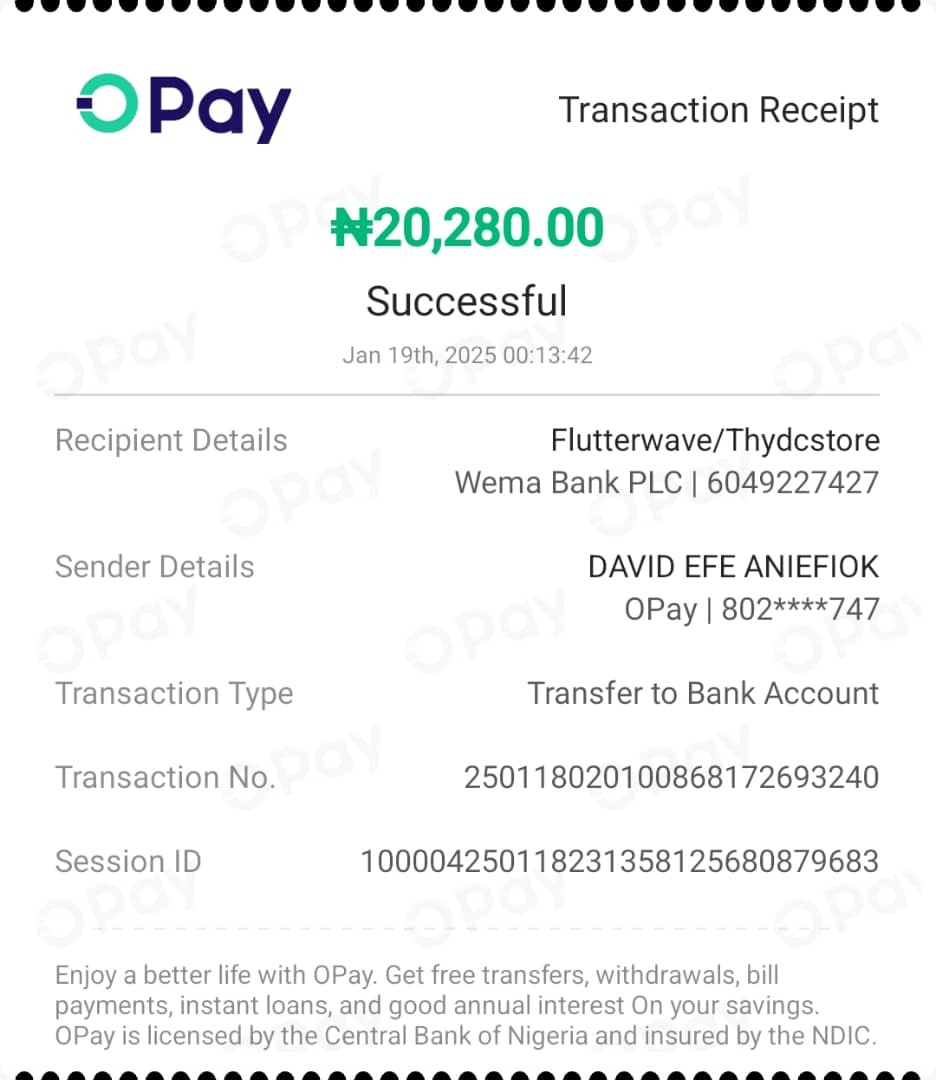 OPay
Transaction Receipt
₦20,280.00
Successful
Jan 19th, 2025 00:13:42
Recipient Details
Flutterwave/Thydcstore
Wema Bank PLC | 6049227427
Sender Details
DAVID EFE ANIEFIOK
OPay | 802****747
Transaction Type
Transfer to Bank Account
Transaction No.
250118020100868172693240
Session ID
100004250118231358125680879683
Enjoy a better life with OPay. Get free transfers, withdrawals, bill
payments, instant loans, and good annual interest On your savings.
OPay is licensed by the Central Bank of Nigeria and insured by the NDIC.